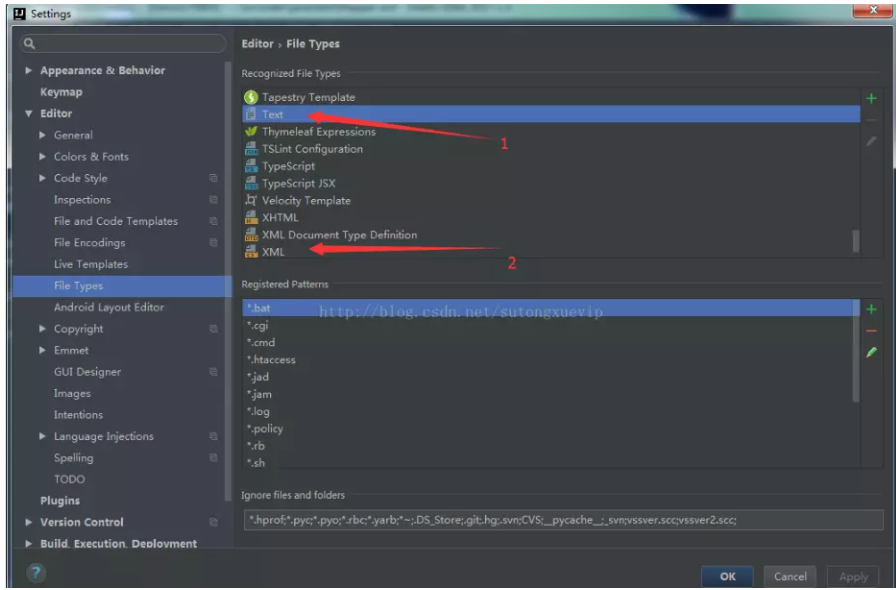 Settings
Appearance & Behavior
Keymap
Editor
General
Colors & Fonts
Code Style
Inspections
File and Code Templates
File Encodings
Live Templates
File Types
Android Layout Editor
Copyright
Emmet
GUI Designer
Images
Intentions
Language Injections
Spelling
TODO
Plugins
Version Control
Build, Execution, Deployment
Editor › File Types
Recognized File Types
Tapestry Template
Text
Thymeleaf Expressions
1
TSLint Configuration
TypeScript
TypeScript JSX
Velocity Template
XHTML
XML Document Type Definition
XML
2
Registered Patterns
*.bat
http://blog.csdn.net/sutongxuevip
*.cgi
*.cmd
*.htaccess
*.jad
*.jam
*.log
*.policy
*.rb
*.sh
Ignore files and folders
*.hprof;*.pyc;*.pyo;*.rbc;*.yarb;*~;.DS_Store;.git;.hg;.svn;CVS;__pycache__;_svn;vssver.scc;vssver2.scc;
?
OK
Cancel
Apply